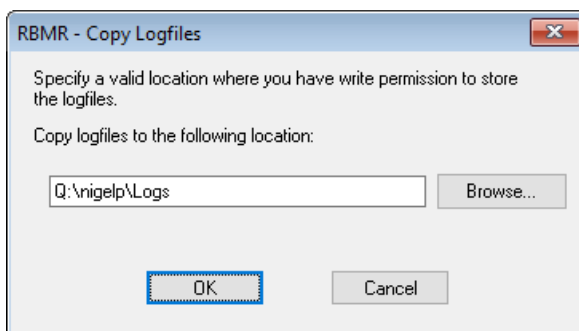 RBMR - Copy Logfiles
Specify a valid location where you have write permission to store
the logfiles.
Copy logfiles to the following location:
Q:\nigelp\Logs
Browse...
OK
Cancel